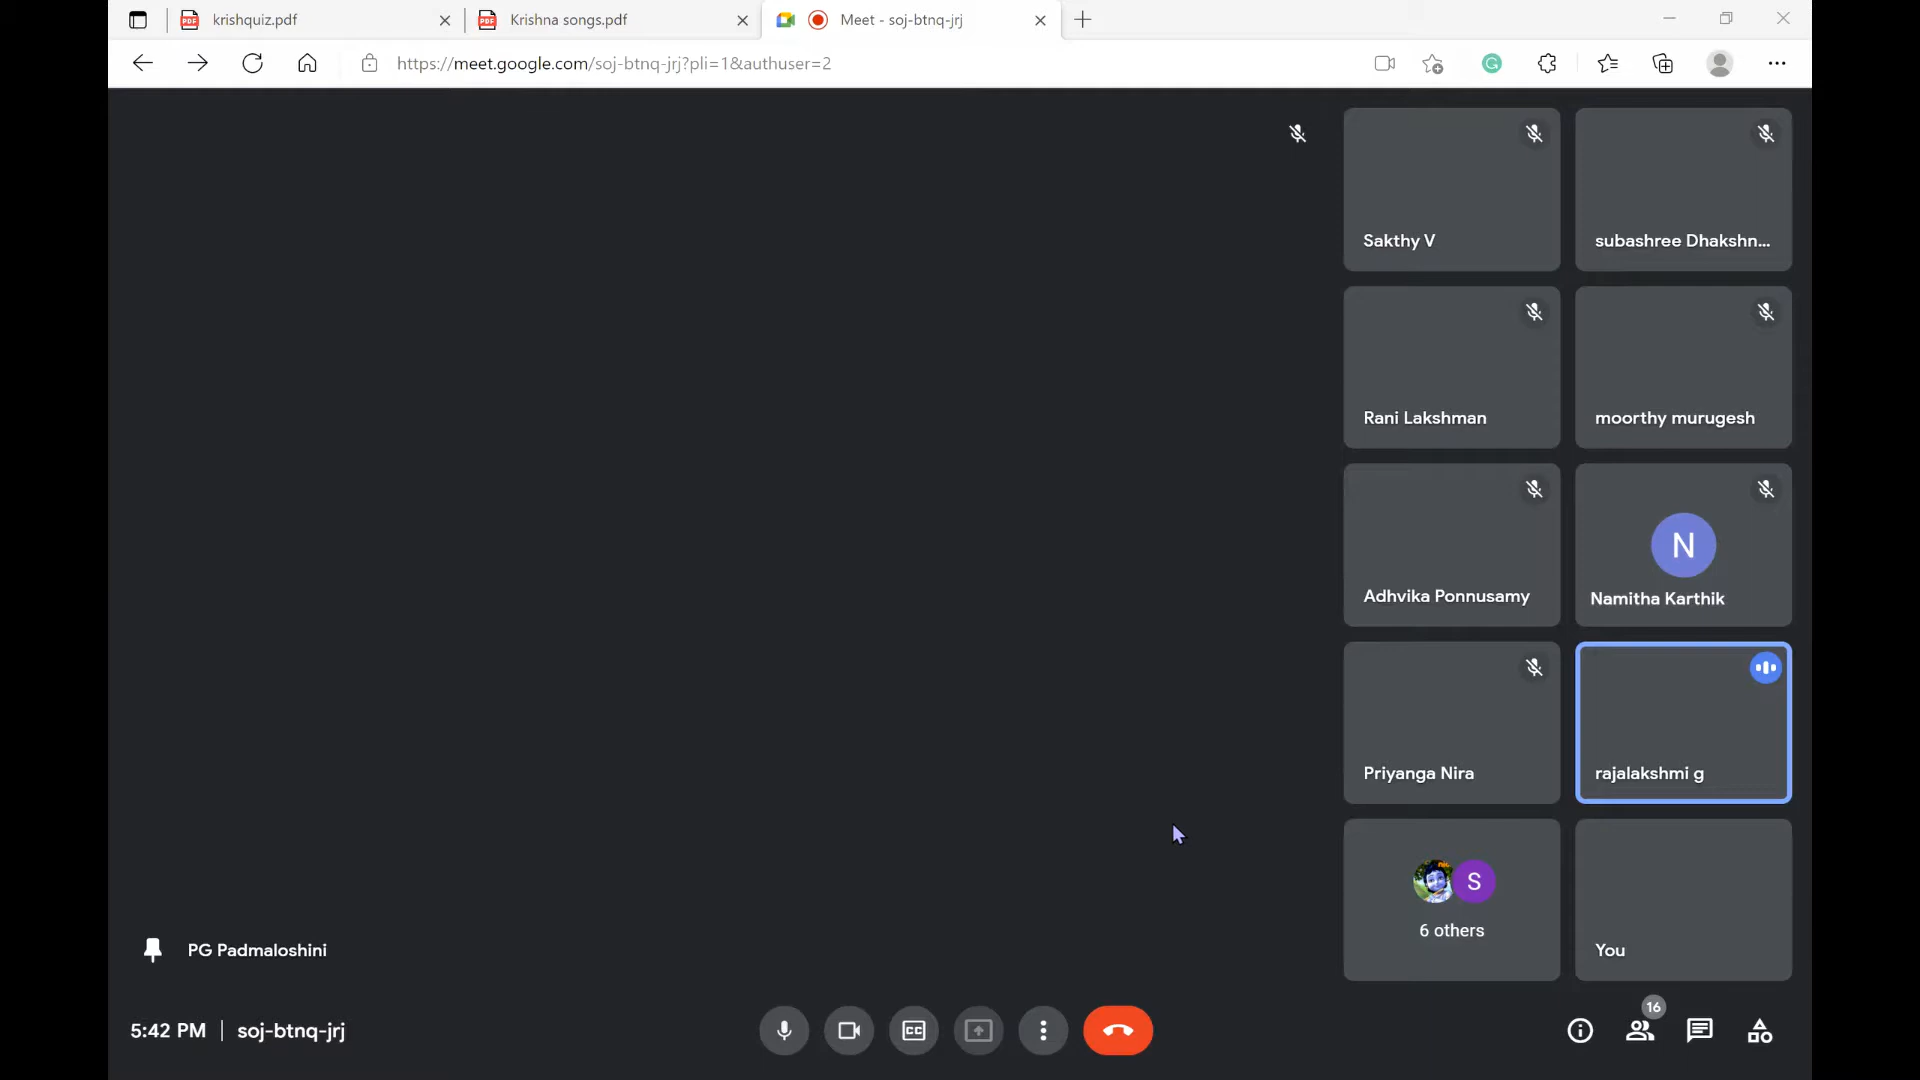 krishquiz.pdf
Krishna songs.pdf
Meet - soj-btnq-jrj
https://meet.google.com/soj-btnq-jrj?pli=1&authuser=2
Sakthy V
subashree Dhakshn...
Rani Lakshman
moorthy murugesh
Adhvika Ponnusamy
N
Namitha Karthik
Priyanga Nira
rajalakshmi g
S
6 others
You
PG Padmaloshini
5:42 PM | soj-btnq-jrj
CC
16